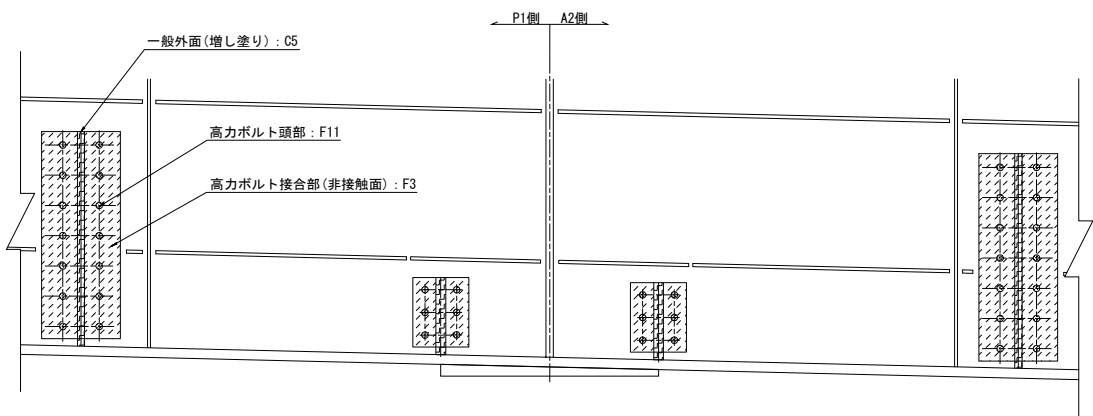 P1側 A2側
一般外面(増し塗り) : C5
高力ボルト頭部 : F11
高力ボルト接合部(非接触面) : F3